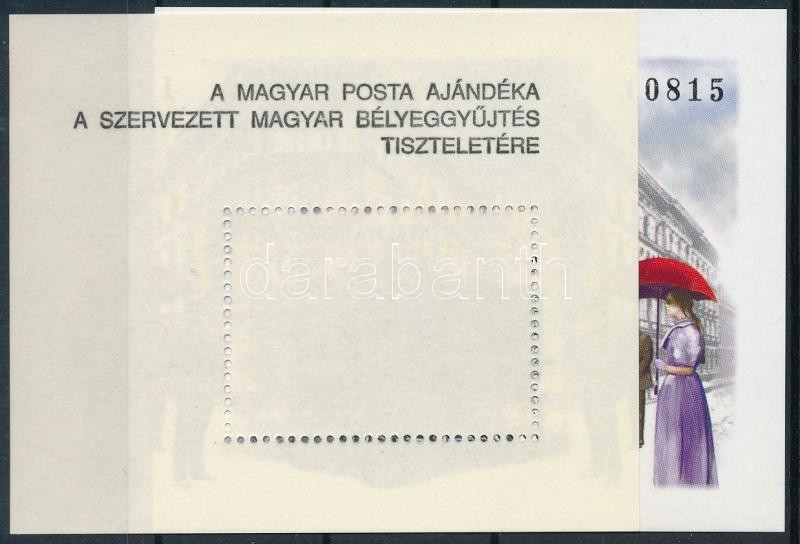 A MAGYAR POSTA AJÁNDÉKA
A SZERVEZETT MAGYAR BÉLYEGGYŰJTÉS
TISZTELETÉRE
0815
darabanth